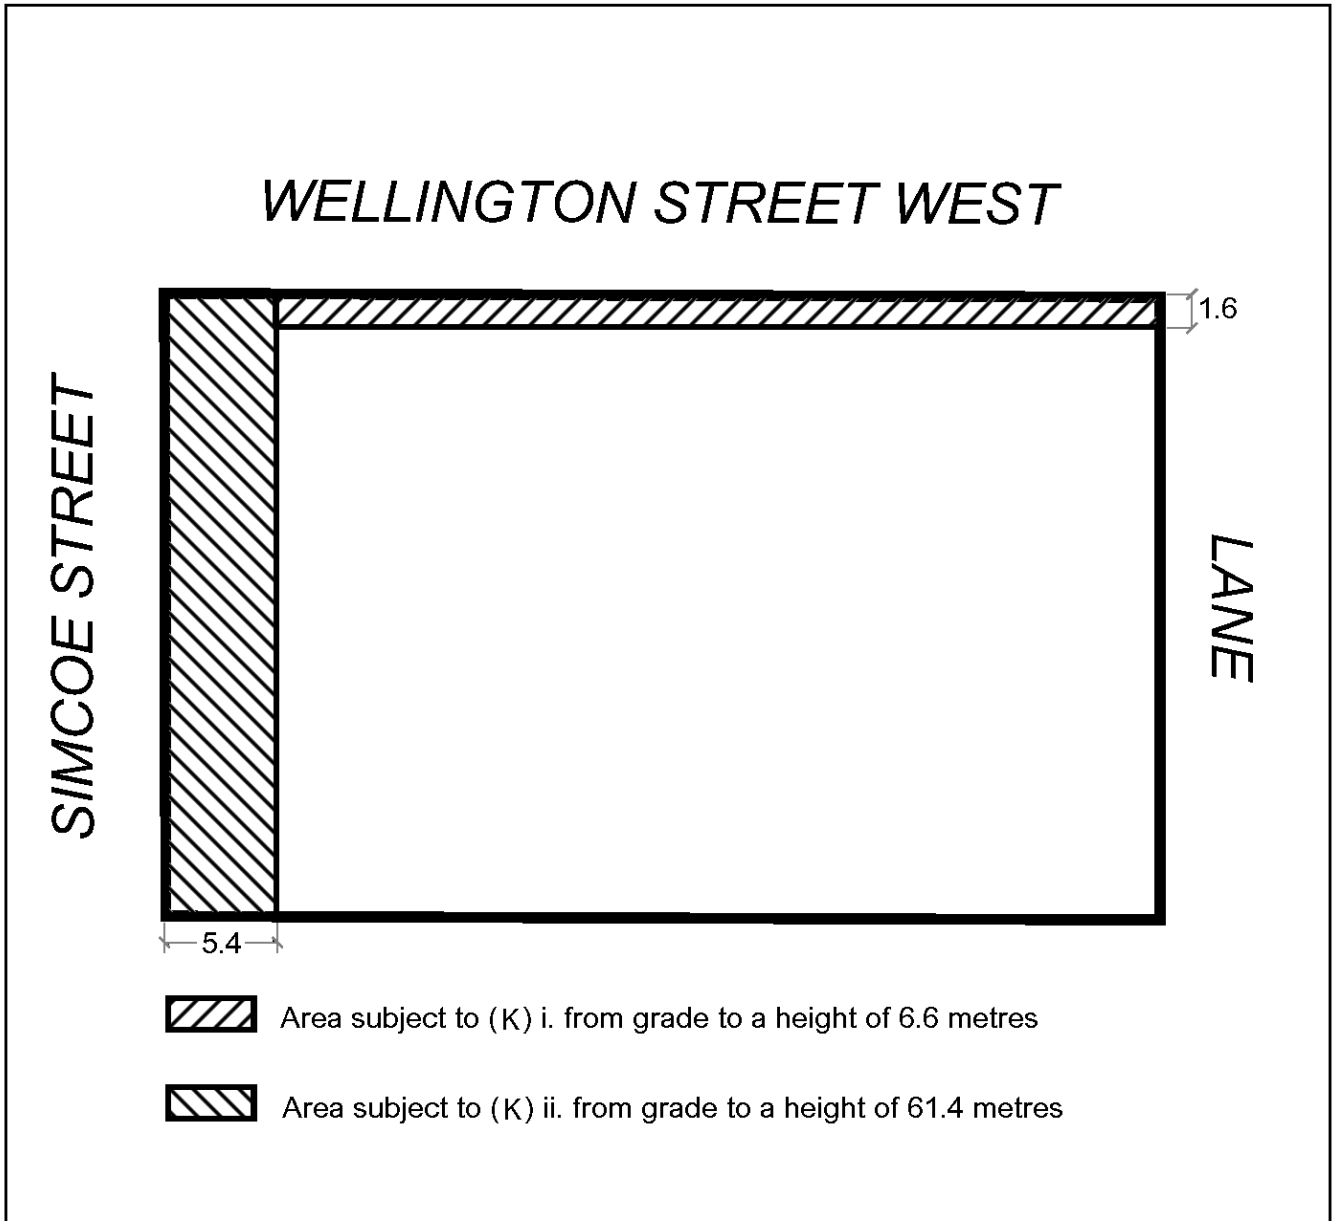 WELLINGTON STREET WEST
1.6
SIMCOE STREET
LANE
5.4
Area subject to (K) i. from grade to a height of 6.6 metres
Area subject to (K) ii. from grade to a height of 61.4 metres